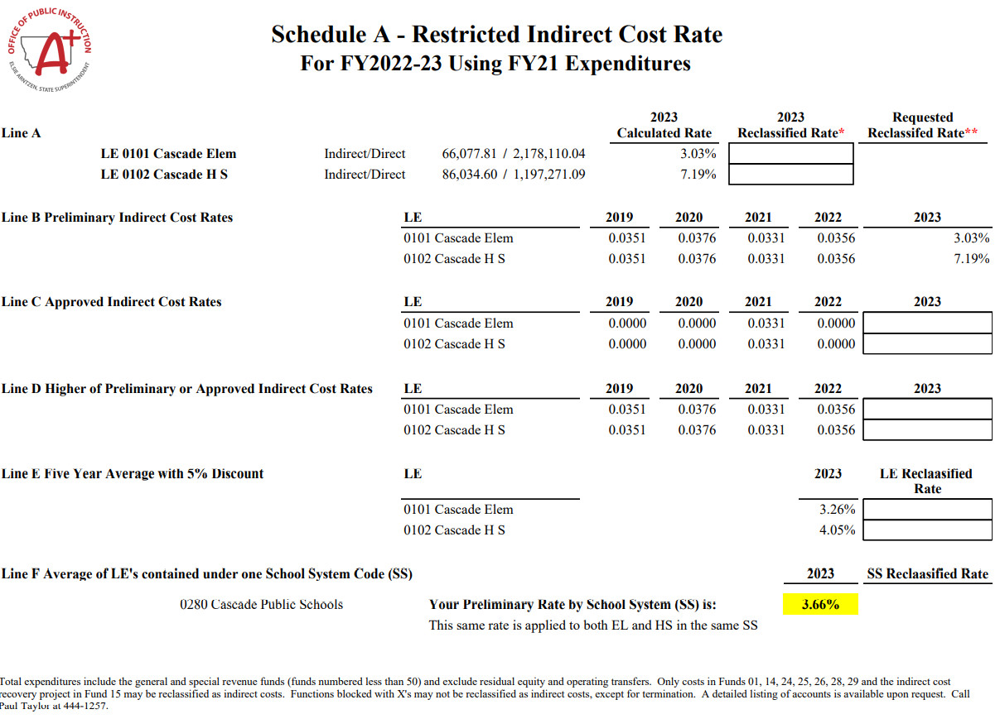 OFFICE OF PUBLIC INSTRUCTION
A+
ELSIE ARNTZEN, STATE SUPERINTENDENT
Schedule A - Restricted Indirect Cost Rate
For FY2022-23 Using FY21 Expenditures
2023 2023 Requested
Line A Calculated Rate Reclassified Rate* Reclassifed Rate**
LE 0101 Cascade Elem Indirect/Direct 66,077.81 / 2,178,110.04 3.03%
LE 0102 Cascade H S Indirect/Direct 86,034.60 / 1,197,271.09 7.19%
Line B Preliminary Indirect Cost Rates LE 2019 2020 2021 2022 2023
0101 Cascade Elem 0.0351 0.0376 0.0331 0.0356 3.03%
0102 Cascade H S 0.0351 0.0376 0.0331 0.0356 7.19%
Line C Approved Indirect Cost Rates LE 2019 2020 2021 2022 2023
0101 Cascade Elem 0.0000 0.0000 0.0331 0.0000
0102 Cascade H S 0.0000 0.0000 0.0331 0.0000
Line D Higher of Preliminary or Approved Indirect Cost Rates LE 2019 2020 2021 2022 2023
0101 Cascade Elem 0.0351 0.0376 0.0331 0.0356
0102 Cascade H S 0.0351 0.0376 0.0331 0.0356
Line E Five Year Average with 5% Discount LE 2023 LE Reclaasified
Rate
0101 Cascade Elem 3.26%
0102 Cascade H S 4.05%
Line F Average of LE's contained under one School System Code (SS) 2023 SS Reclaasified Rate
0280 Cascade Public Schools Your Preliminary Rate by School System (SS) is: 3.66%
This same rate is applied to both EL and HS in the same SS
Total expenditures include the general and special revenue funds (funds numbered less than 50) and exclude residual equity and operating transfers. Only costs in Funds 01, 14, 24, 25, 26, 28, 29 and the indirect cost
recovery project in Fund 15 may be reclassified as indirect costs. Functions blocked with X's may not be reclassified as indirect costs, except for termination. A detailed listing of accounts is available upon request. Call
Paul Taylor at 444-1257.